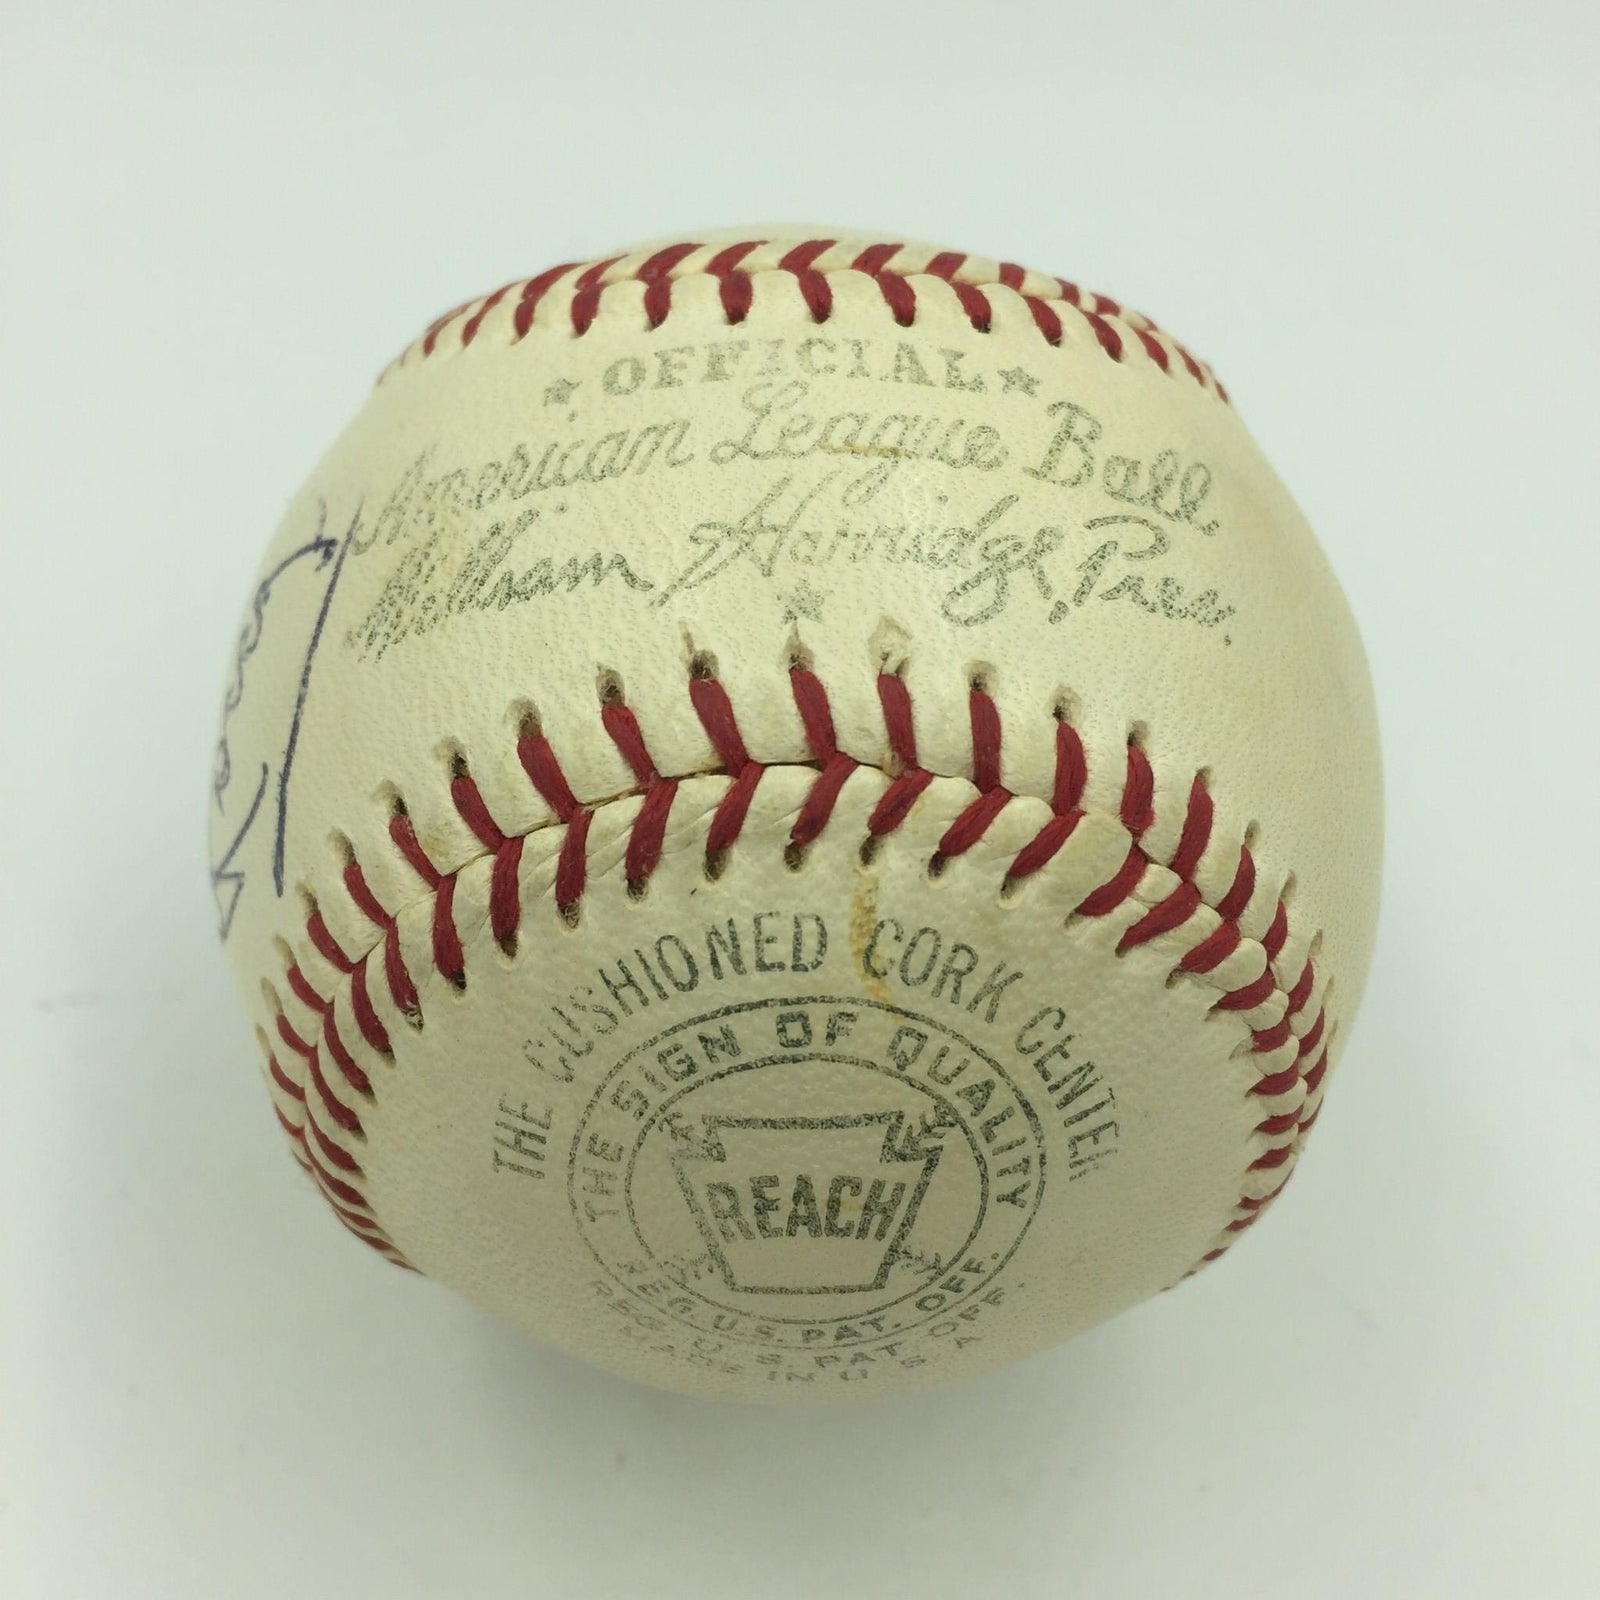 ★ OFFICIAL ★
American League Ball
William Harridge, Pres.
★
THE CUSHIONED CORK CENTER
THE SIGN OF QUALITY
REACH
REG. U.S. PAT. OFF.
REG. U.S. PAT. OFF.
MADE IN U S A